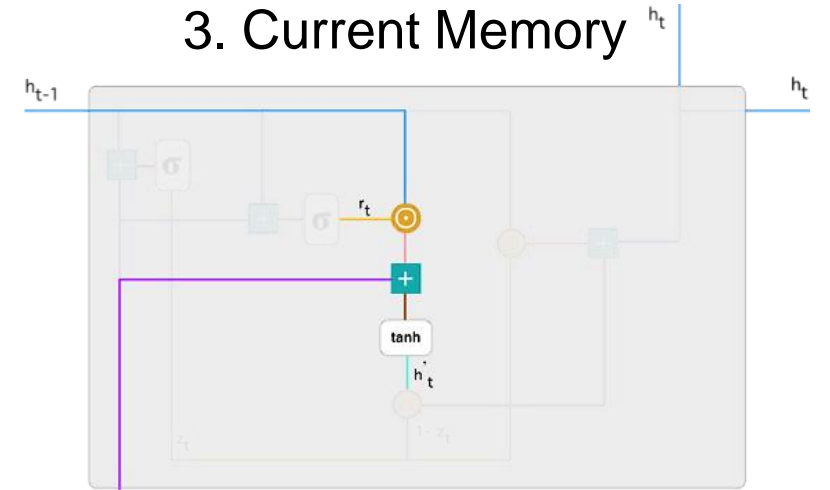 3. Current Memory
h_t
h_{t-1}
h_t
σ
r_t
σ
+
tanh
h'_t
1 - z_t
z_t